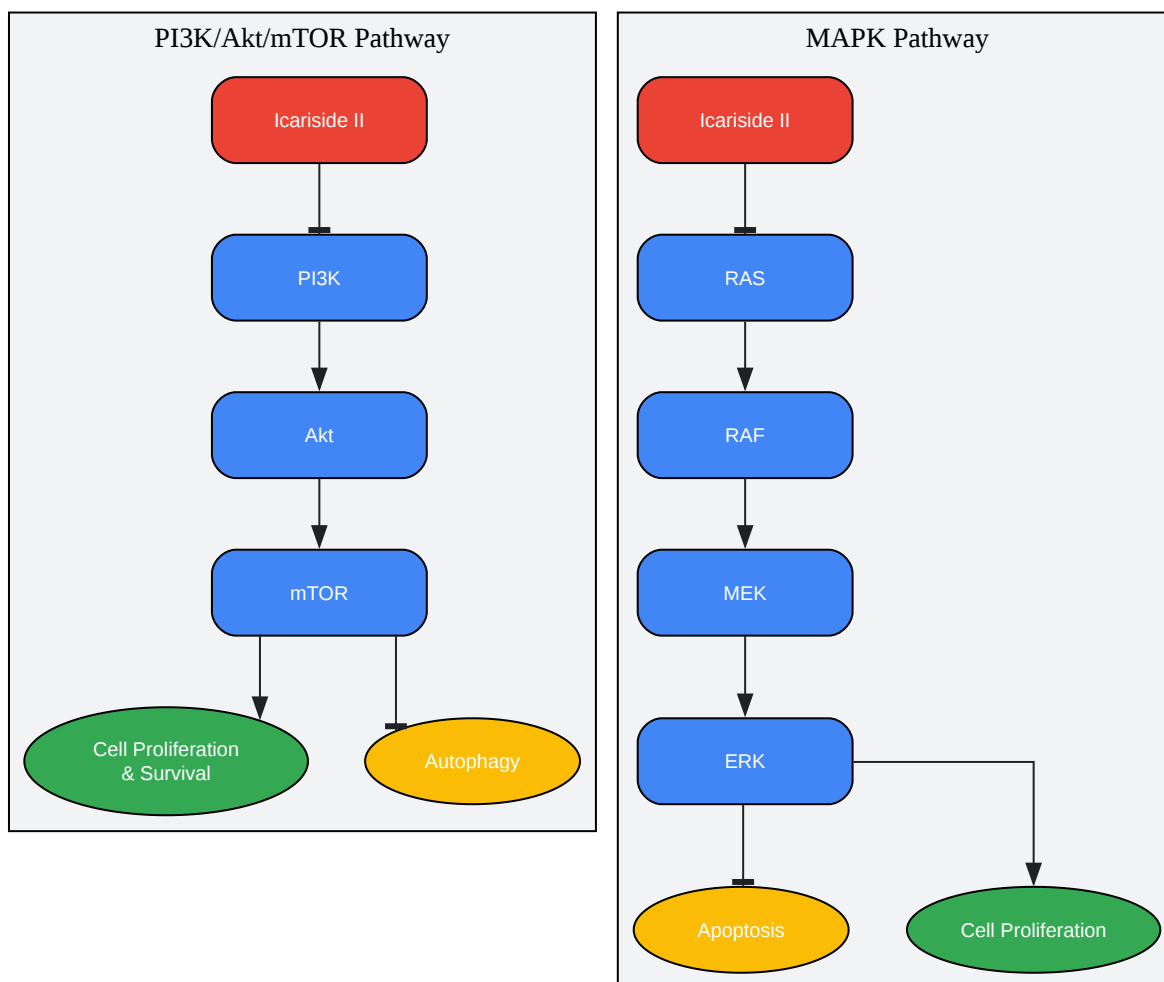 PI3K/Akt/mTOR Pathway
Icariside II
PI3K
Akt
mTOR
Cell Proliferation
& Survival
Autophagy
MAPK Pathway
Icariside II
RAS
RAF
MEK
ERK
Apoptosis
Cell Proliferation